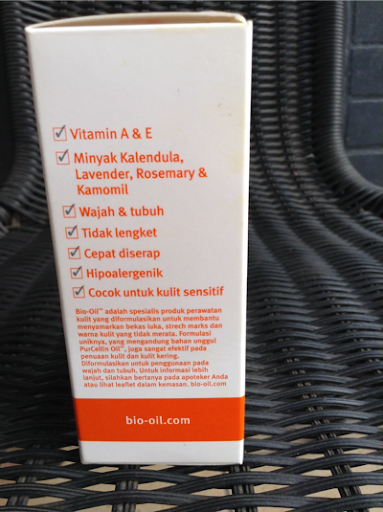 Vitamin A & E
Minyak Kalendula,
Lavender, Rosemary &
Kamomil
Wajah & tubuh
Tidak lengket
Cepat diserap
Hipoalergenik
Cocok untuk kulit sensitif
Bio-Oil™ adalah spesialis produk perawatan
kulit yang diformulasikan untuk membantu
menyamarkan bekas luka, strech marks dan
warna kulit yang tidak merata. Formulasi
uniknya, yang mengandung bahan unggul
PurCellin Oil™, juga sangat efektif pada
penuaan kulit dan kulit kering.
Diformulasikan untuk penggunaan pada
wajah dan tubuh. Untuk informasi lebih
lanjut, silahkan bertanya pada apoteker Anda
atau lihat leaflet dalam kemasan. bio-oil.com
bio-oil.com